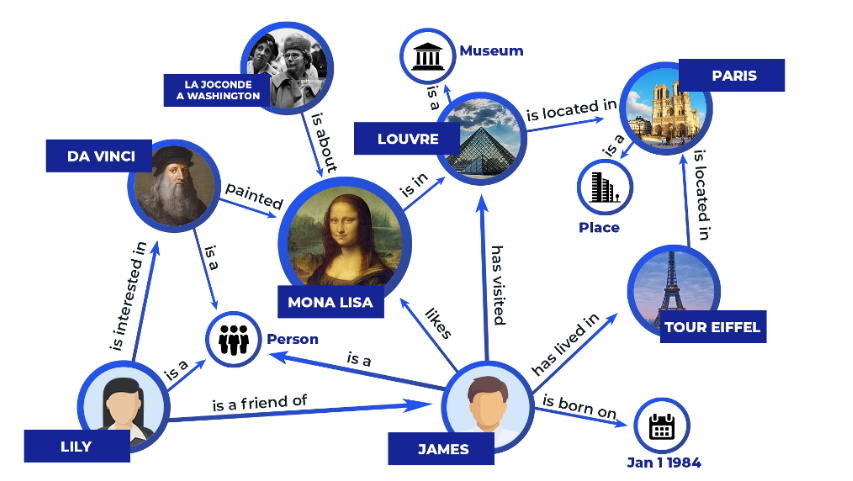 LA JOCONDE
A WASHINGTON
Museum
PARIS
is a
is located in
LOUVRE
is about
is a
DA VINCI
is located in
painted
is in
Place
is a
MONA LISA
is interested in
has visited
likes
TOUR EIFFEL
Person
has lived in
is a
is a
is a friend of
is born on
LILY
JAMES
Jan 1 1984